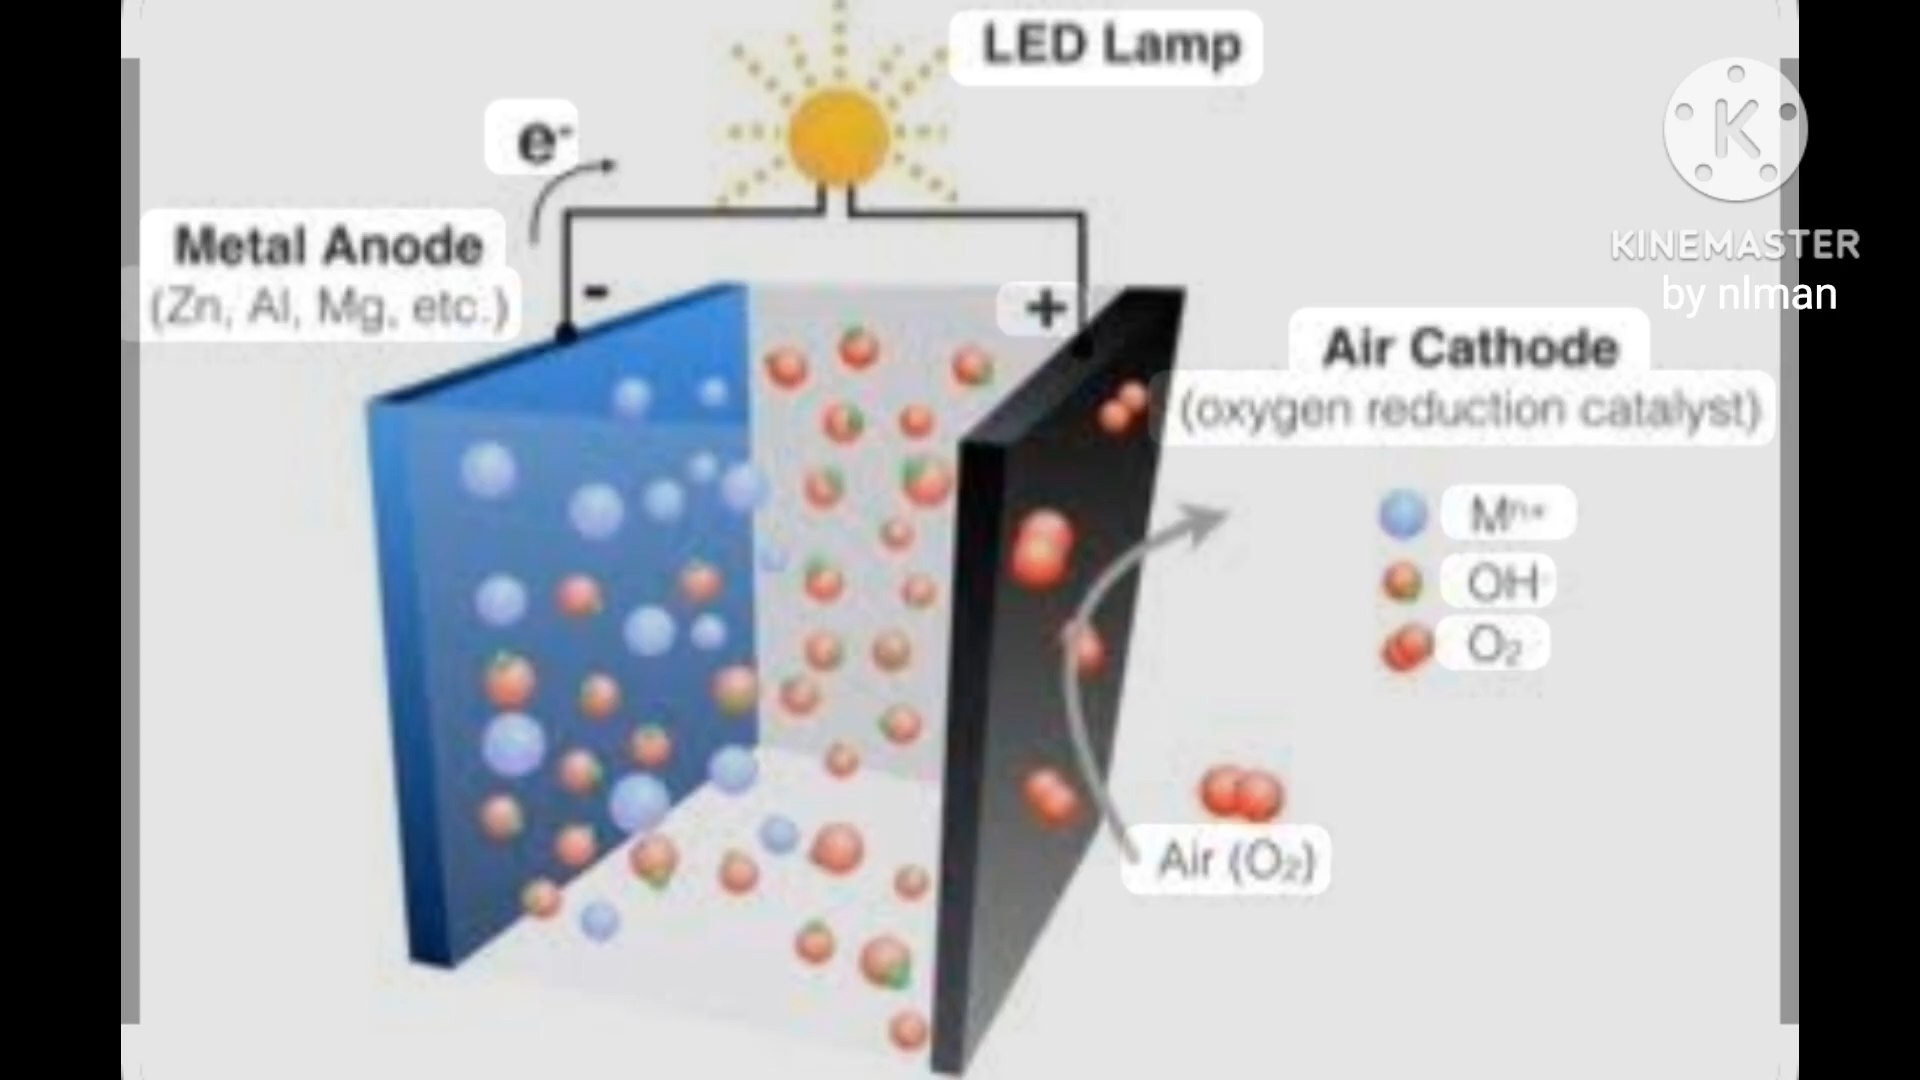 LED Lamp
e-
Metal Anode
(Zn, Al, Mg, etc.)
-
+
Air Cathode
(oxygen reduction catalyst)
Mn+
OH
O2
Air (O2)
K
KINEMASTER
by nlman